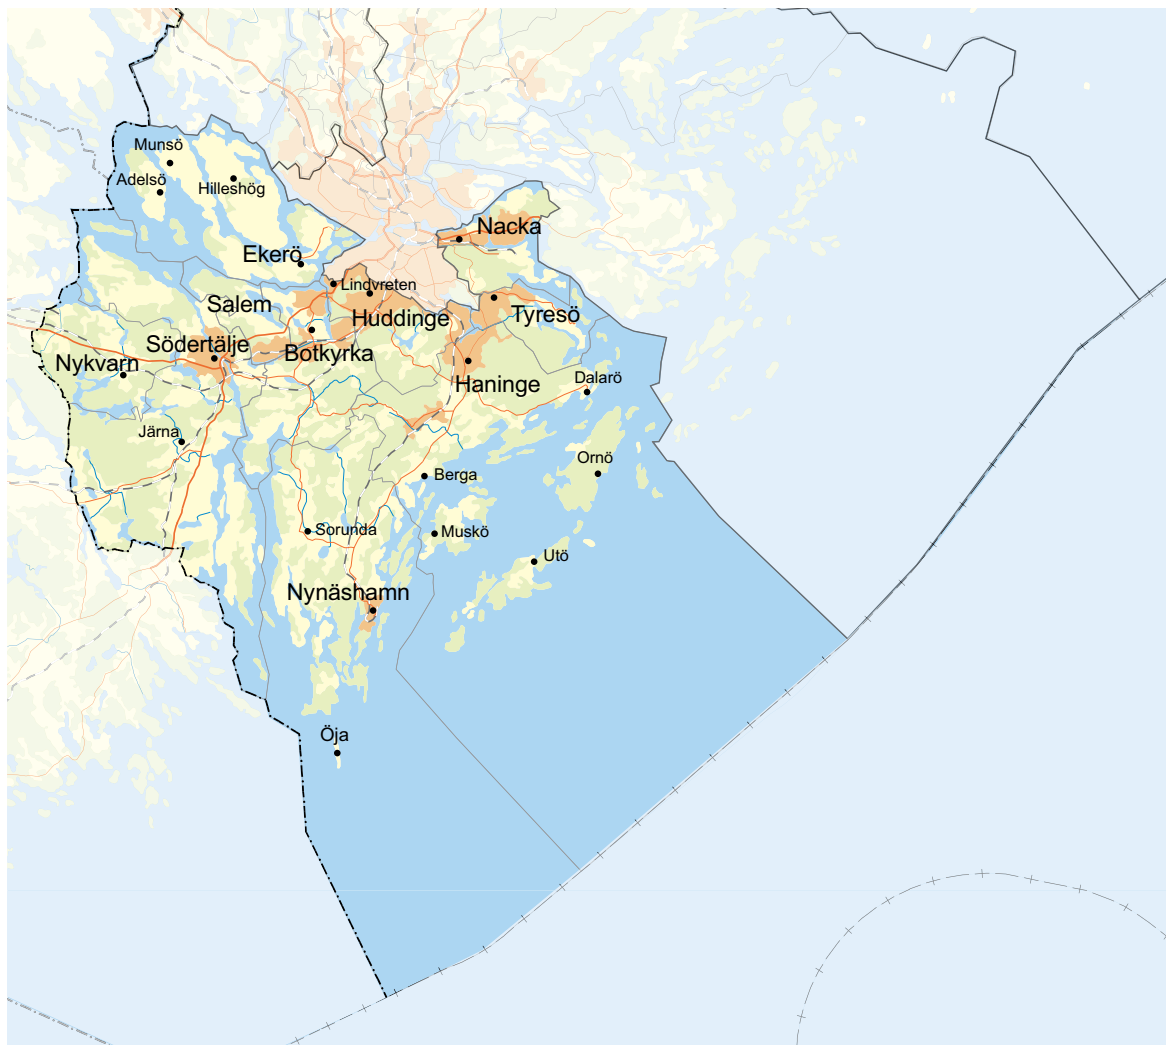 Munsö
Adelsö
Hilleshög
Nacka
Ekerö
Lindvreten
Salem
Huddinge
Tyresö
Södertälje
Botkyrka
Nykvarn
Haninge
Dalarö
Järna
Ornö
Berga
Sorunda
Muskö
Utö
Nynäshamn
Öja